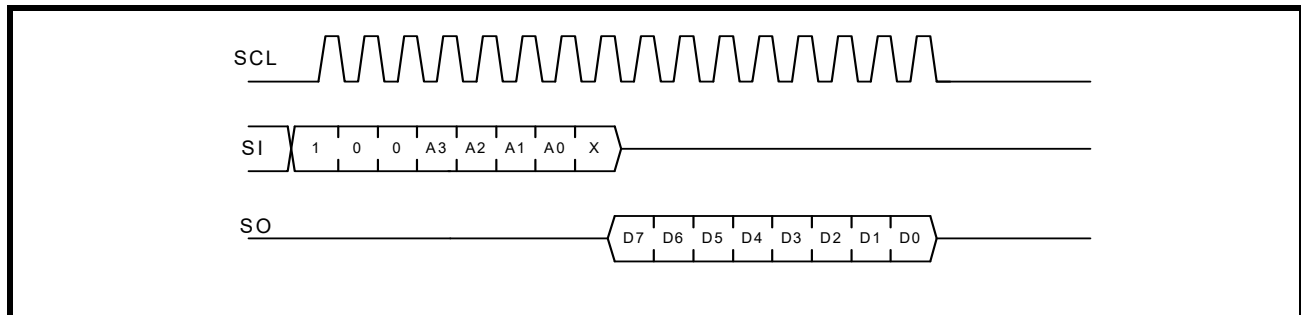 SCL
SI 1 0 0 A3 A2 A1 A0 X
SO D7 D6 D5 D4 D3 D2 D1 D0